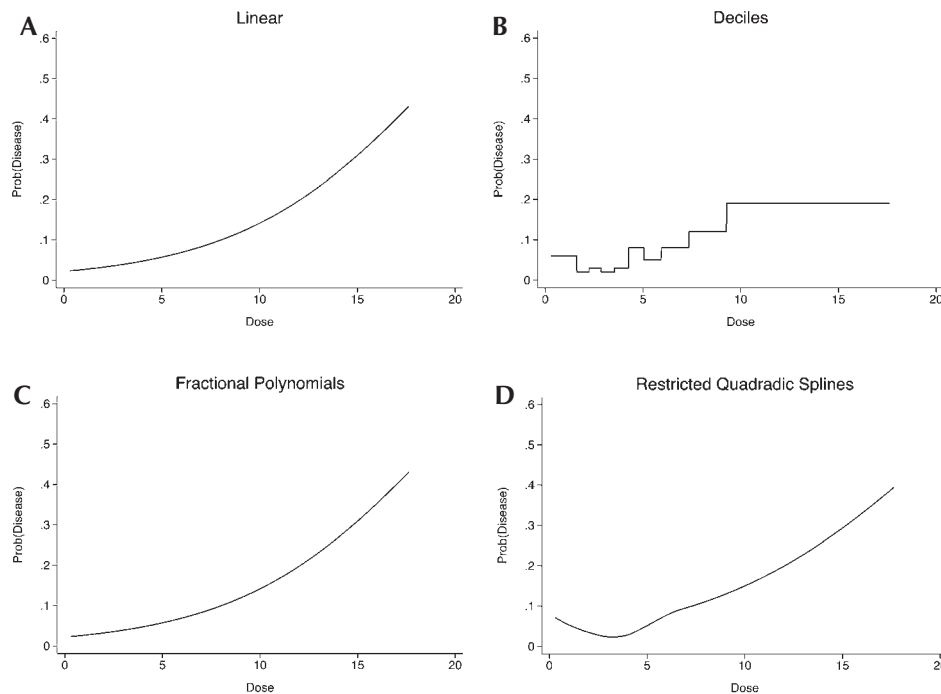 A
Linear
.6
.5
.4
.3
.2
.1
0
Prob(Disease)
0 5 10 15 20
Dose
B
Deciles
.6
.5
.4
.3
.2
.1
0
Prob(Disease)
0 5 10 15 20
Dose
C
Fractional Polynomials
.6
.5
.4
.3
.2
.1
0
Prob(Disease)
0 5 10 15 20
Dose
D
Restricted Quadradic Splines
.6
.5
.4
.3
.2
.1
0
Prob(Disease)
0 5 10 15 20
Dose